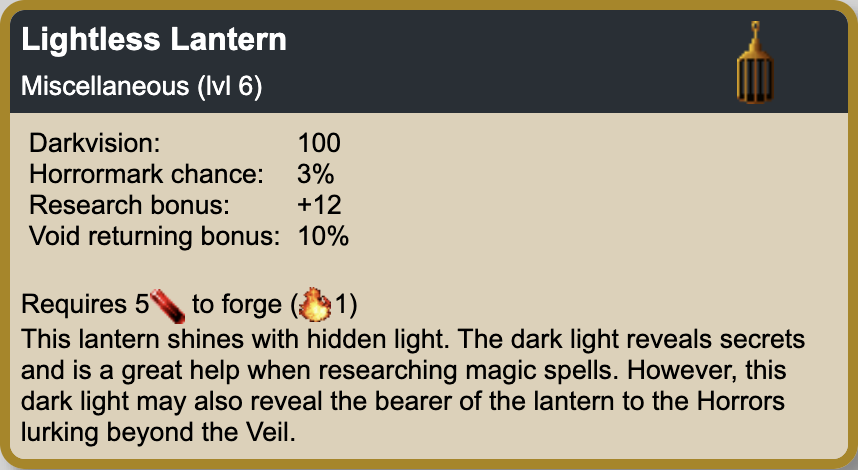 Lightless Lantern
Miscellaneous (lvl 6)
Darkvision: 100
Horrormark chance: 3%
Research bonus: +12
Void returning bonus: 10%
Requires 5 to forge (1)
This lantern shines with hidden light. The dark light reveals secrets
and is a great help when researching magic spells. However, this
dark light may also reveal the bearer of the lantern to the Horrors
lurking beyond the Veil.